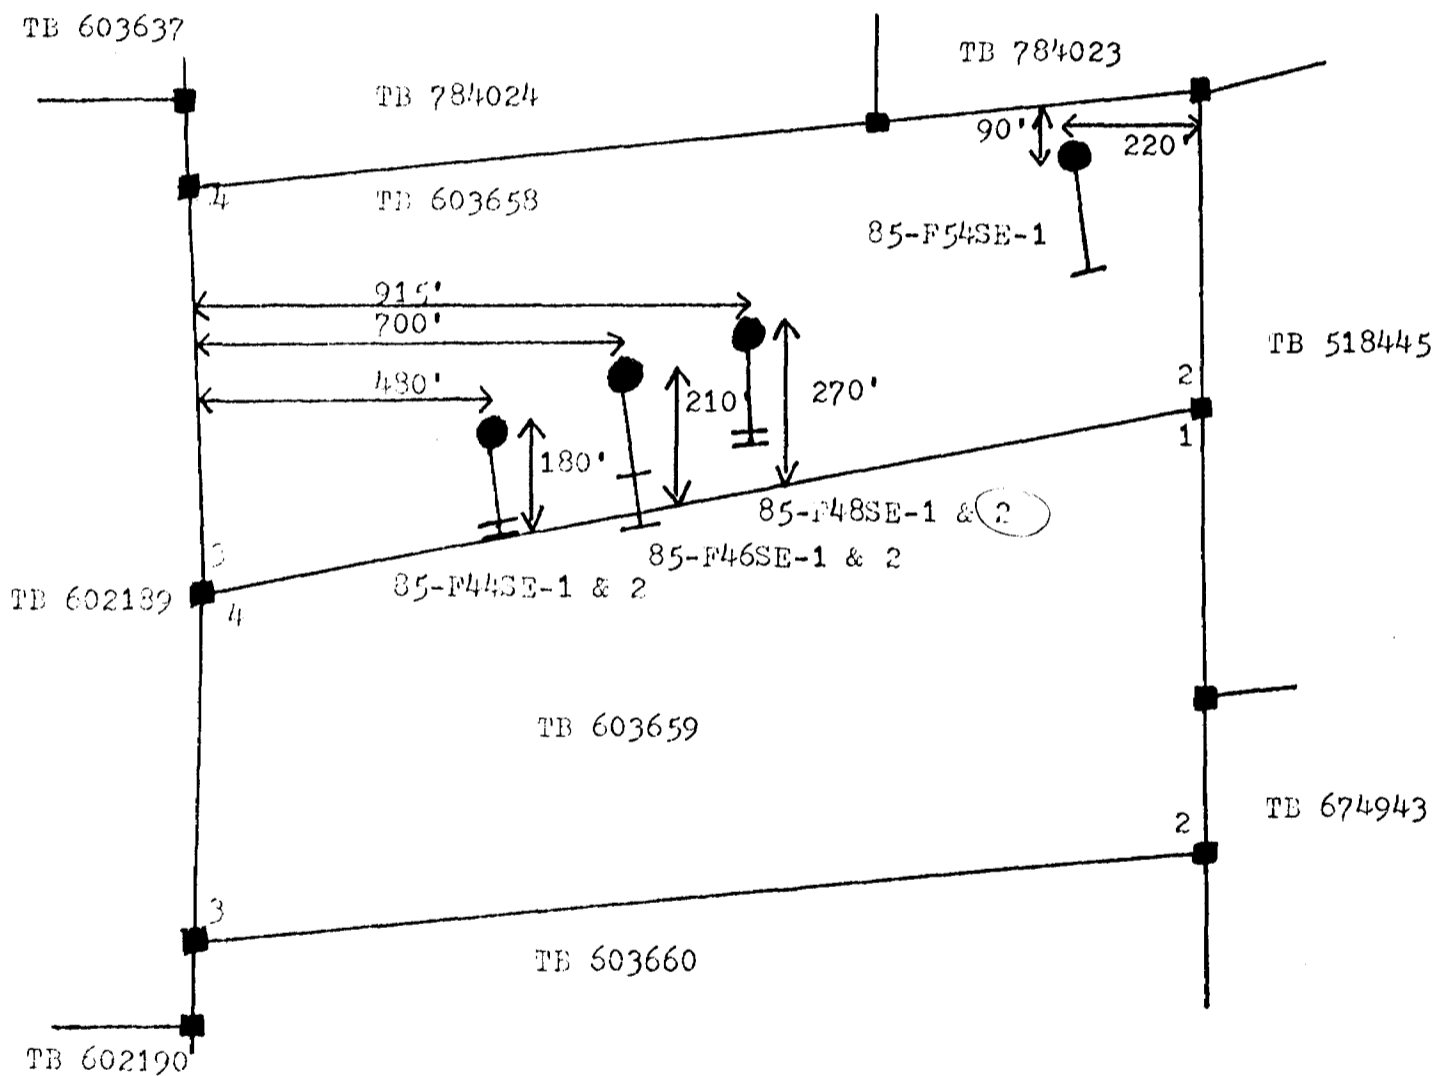 TB 603637
TB 784024
TB 784023
90'
220'
4
TB 603658
85-F54SE-1
915'
700'
TB 518445
480'
2
210'
270'
1
180'
85-F48SE-1 & 2
3
85-F46SE-1 & 2
85-F44SE-1 & 2
TB 602189
4
TB 603659
TB 674943
2
3
TB 603660
TB 602190